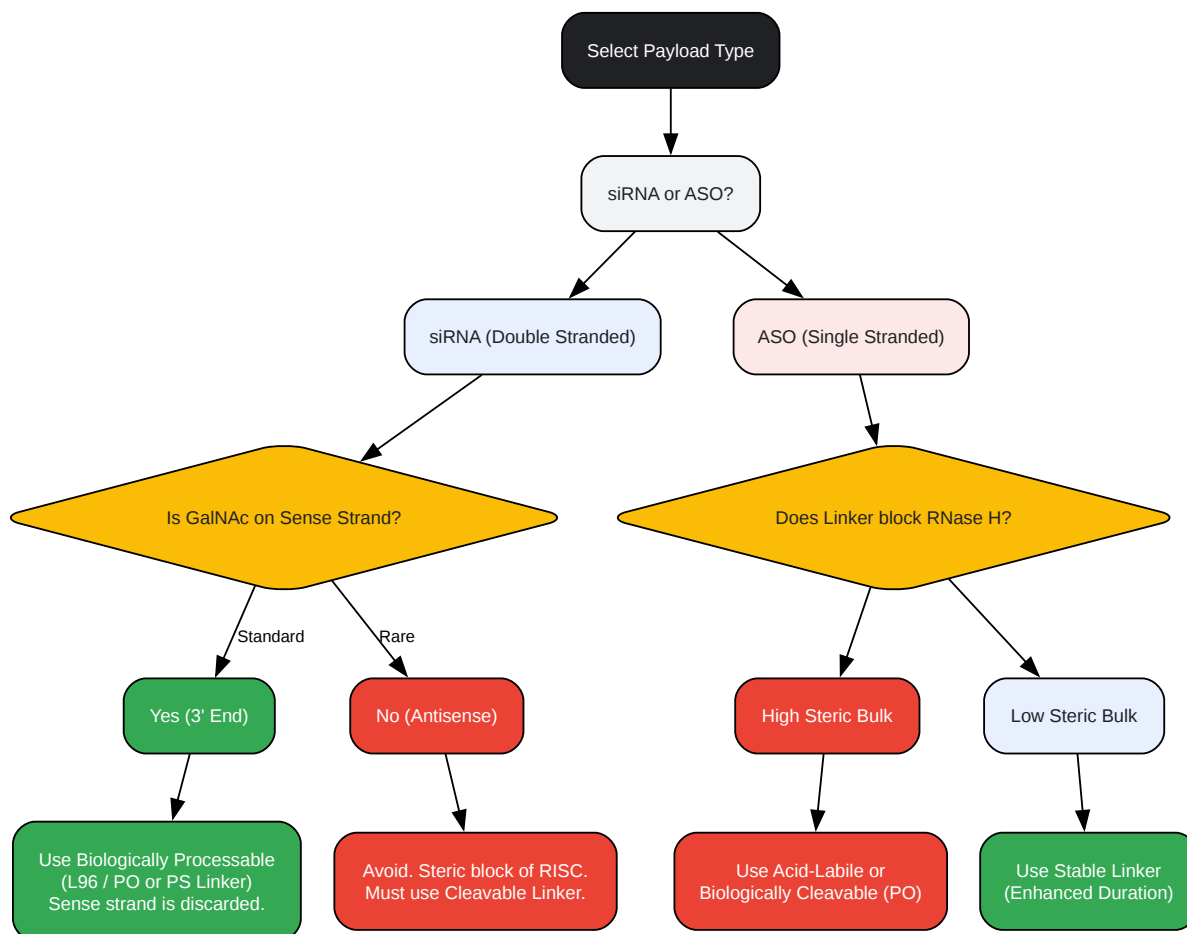 Select Payload Type
siRNA or ASO?
siRNA (Double Stranded)
ASO (Single Stranded)
Is GalNAc on Sense Strand?
Does Linker block RNase H?
Standard
Rare
Yes (3' End)
No (Antisense)
High Steric Bulk
Low Steric Bulk
Use Biologically Processable
(L96 / PO or PS Linker)
Sense strand is discarded.
Avoid. Steric block of RISC.
Must use Cleavable Linker.
Use Acid-Labile or
Biologically Cleavable (PO)
Use Stable Linker
(Enhanced Duration)